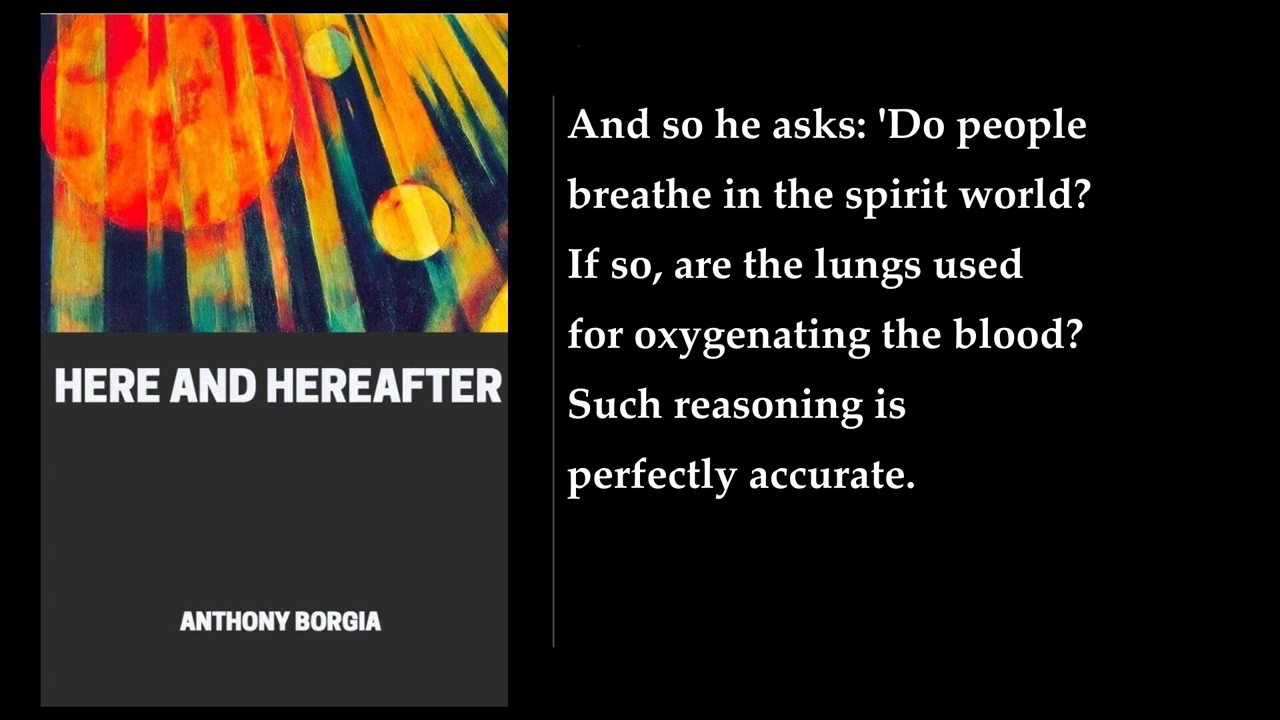 HERE AND HEREAFTER
ANTHONY BORGIA
And so he asks: 'Do people
breathe in the spirit world?
If so, are the lungs used
for oxygenating the blood?
Such reasoning is
perfectly accurate.